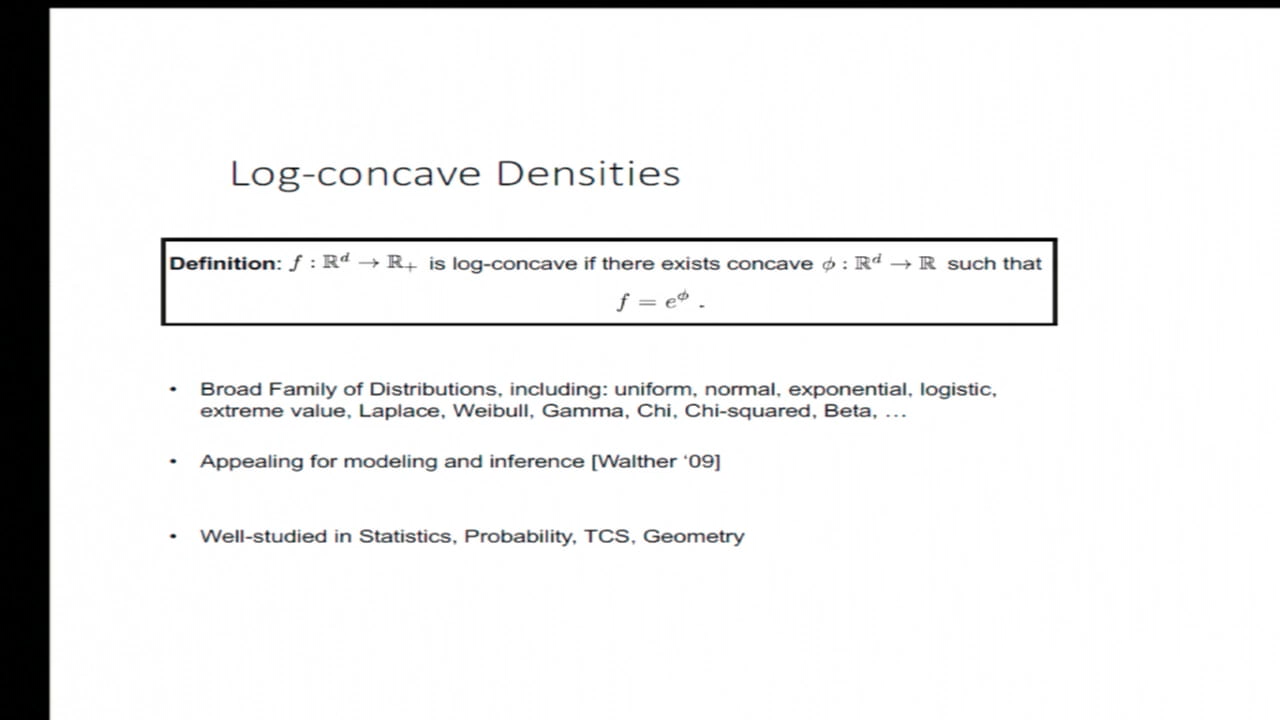 Log-concave Densities
Definition: f : ℝᵈ → ℝ₊ is log-concave if there exists concave ϕ : ℝᵈ → ℝ such that
f = e^ϕ .
• Broad Family of Distributions, including: uniform, normal, exponential, logistic,
extreme value, Laplace, Weibull, Gamma, Chi, Chi-squared, Beta, …
• Appealing for modeling and inference [Walther ‘09]
• Well-studied in Statistics, Probability, TCS, Geometry